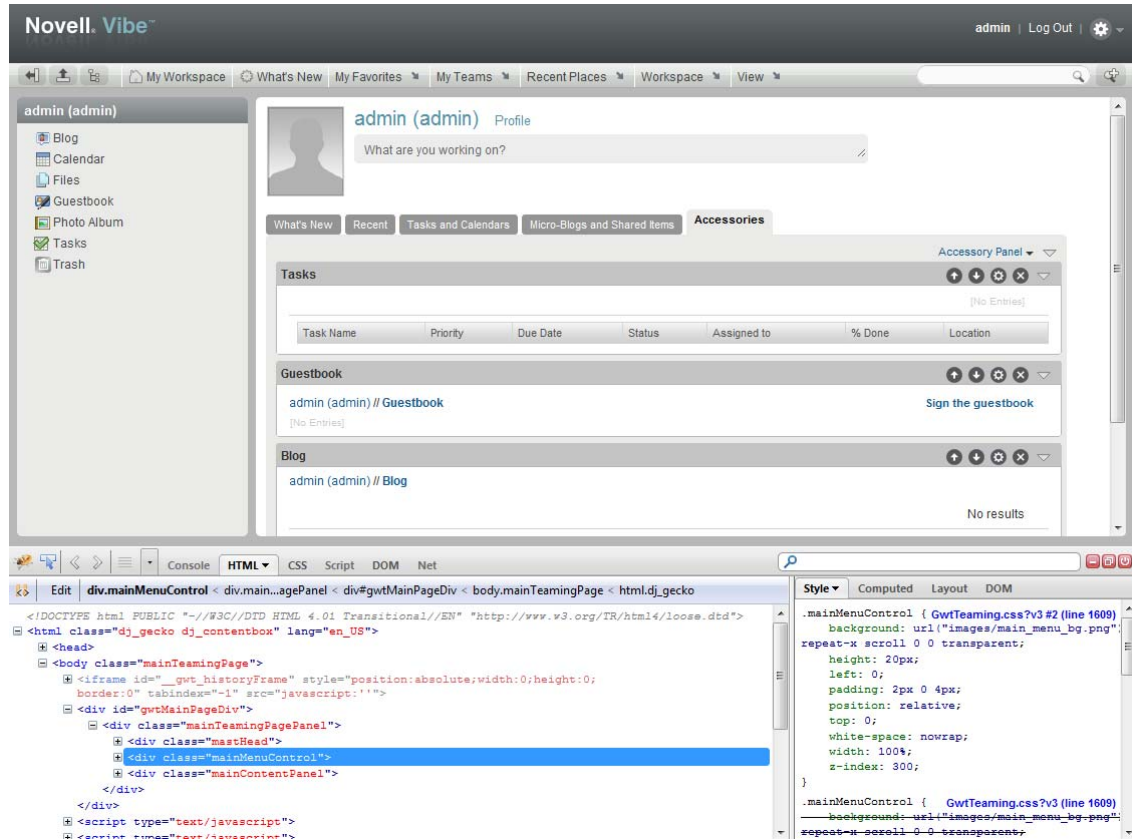 Novell. Vibe™
admin | Log Out |
My Workspace What's New My Favorites My Teams Recent Places Workspace View
admin (admin)
Blog
Calendar
Files
Guestbook
Photo Album
Tasks
Trash
admin (admin) Profile
What are you working on?
What's New Recent Tasks and Calendars Micro-Blogs and Shared Items Accessories
Accessory Panel
Tasks
[No Entries]
Task Name Priority Due Date Status Assigned to % Done Location
Guestbook
admin (admin) // Guestbook Sign the guestbook
[No Entries]
Blog
admin (admin) // Blog
No results
Console HTML CSS Script DOM Net
Edit div.mainMenuControl < div.main...agePanel < div#gwtMainPageDiv < body.mainTeamingPage < html.dj_gecko
<!DOCTYPE html PUBLIC "-//W3C//DTD HTML 4.01 Transitional//EN" "http://www.w3.org/TR/html4/loose.dtd">
<html class="dj_gecko dj_contentbox" lang="en_US">
<head>
<body class="mainTeamingPage">
<iframe id="__gwt_historyFrame" style="position:absolute;width:0;height:0;
border:0" tabindex="-1" src="javascript:''">
<div id="gwtMainPageDiv">
<div class="mainTeamingPagePanel">
<div class="mastHead">
<div class="mainMenuControl">
<div class="mainContentPanel">
</div>
</div>
<script type="text/javascript">
<script type="text/javascript">
Style Computed Layout DOM
.mainMenuControl { GwtTeaming.css?v3 #2 (line 1609)
background: url("images/main_menu_bg.png")
repeat-x scroll 0 0 transparent;
height: 20px;
left: 0;
padding: 2px 0 4px;
position: relative;
top: 0;
white-space: nowrap;
width: 100%;
z-index: 300;
}
.mainMenuControl { GwtTeaming.css?v3 (line 1609)
background: url("images/main_menu_bg.png")
repeat-x scroll 0 0 transparent;